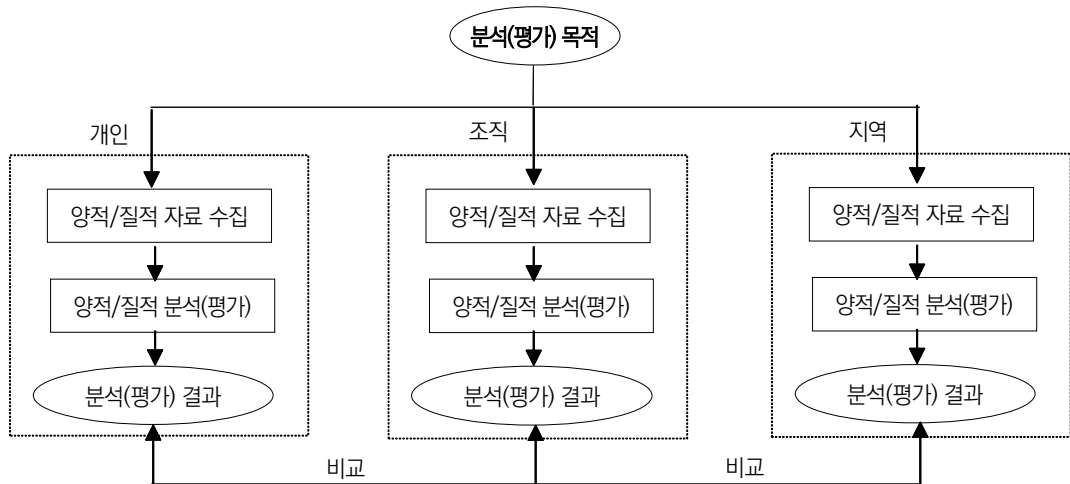 분석(평가) 목적
개인
조직
지역
양적/질적 자료 수집
양적/질적 자료 수집
양적/질적 자료 수집
양적/질적 분석(평가)
양적/질적 분석(평가)
양적/질적 분석(평가)
분석(평가) 결과
분석(평가) 결과
분석(평가) 결과
비교
비교